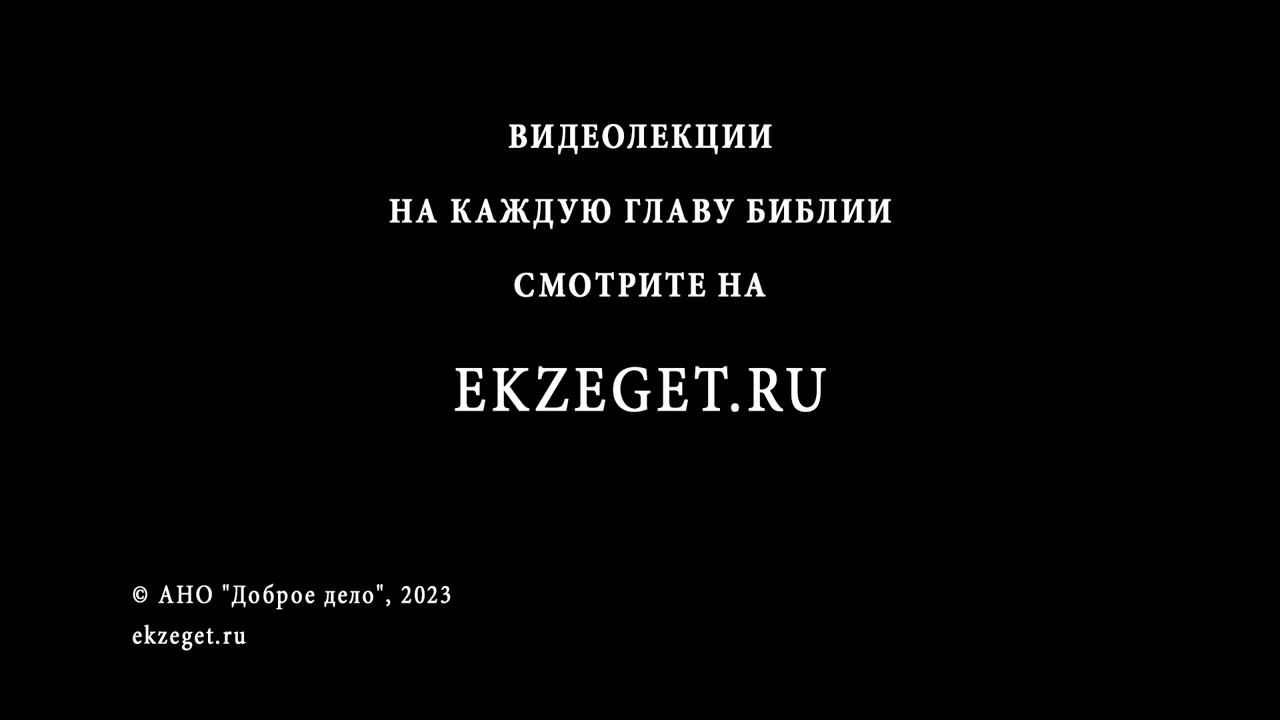 ВИДЕОЛЕКЦИИ
НА КАЖДУЮ ГЛАВУ БИБЛИИ
СМОТРИТЕ НА
EKZEGET.RU
© АНО "Доброе дело", 2023
ekzeget.ru